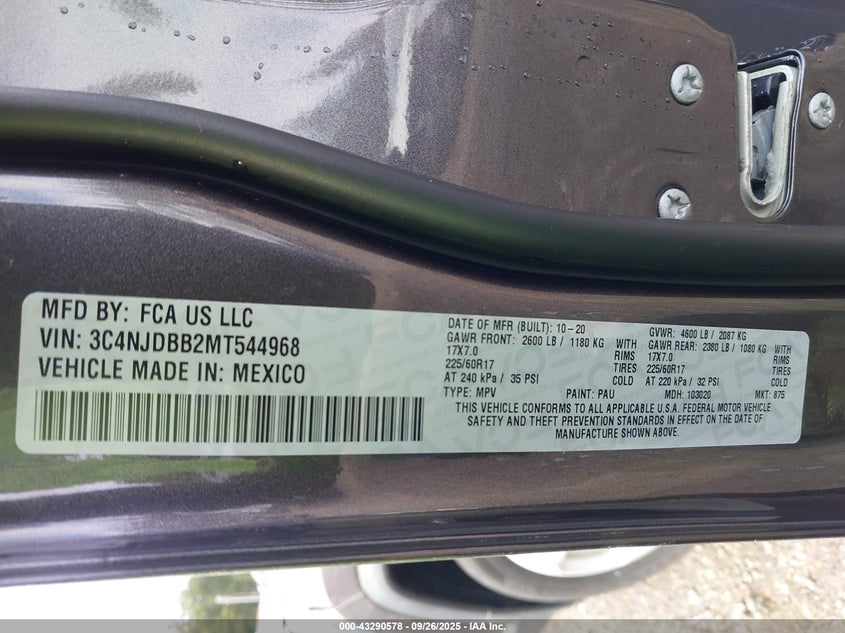 MFD BY: FCA US LLC
VIN: 3C4NJDBB2MT544968
VEHICLE MADE IN: MEXICO
DATE OF MFR (BUILT): 10-20 GVWR: 4600 LB / 2087 KG
GAWR FRONT: 2600 LB / 1180 KG WITH GAWR REAR: 2380 LB / 1080 KG WITH
17X7.0 RIMS 17X7.0 RIMS
225/60R17 TIRES 225/60R17 TIRES
AT 240 kPa / 35 PSI COLD AT 220 kPa / 32 PSI COLD
TYPE: MPV PAINT: PAU MDH: 103020 MKT: 875
THIS VEHICLE CONFORMS TO ALL APPLICABLE U.S.A. FEDERAL MOTOR VEHICLE
SAFETY AND THEFT PREVENTION STANDARDS IN EFFECT ON THE DATE OF
MANUFACTURE SHOWN ABOVE.
000-43290578 - 09/26/2025 - IAA Inc.